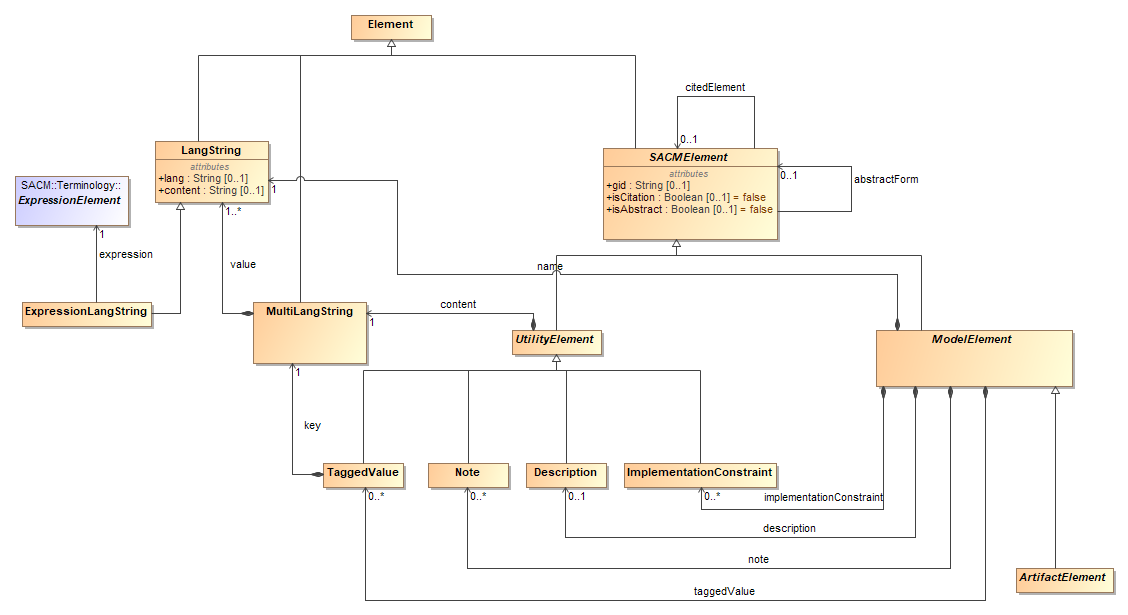 Element
citedElement
0..1
LangString
attributes
+lang : String [0..1]
+content : String [0..1]
1
1..*
SACMElement
attributes
+gid : String [0..1]
+isCitation : Boolean [0..1] = false
+isAbstract : Boolean [0..1] = false
0..1
abstractForm
SACM::Terminology::
ExpressionElement
1
expression
value
name
ExpressionLangString
MultiLangString
1
content
1
UtilityElement
ModelElement
key
TaggedValue
0..*
Note
0..*
Description
0..1
ImplementationConstraint
0..*
implementationConstraint
description
note
taggedValue
ArtifactElement